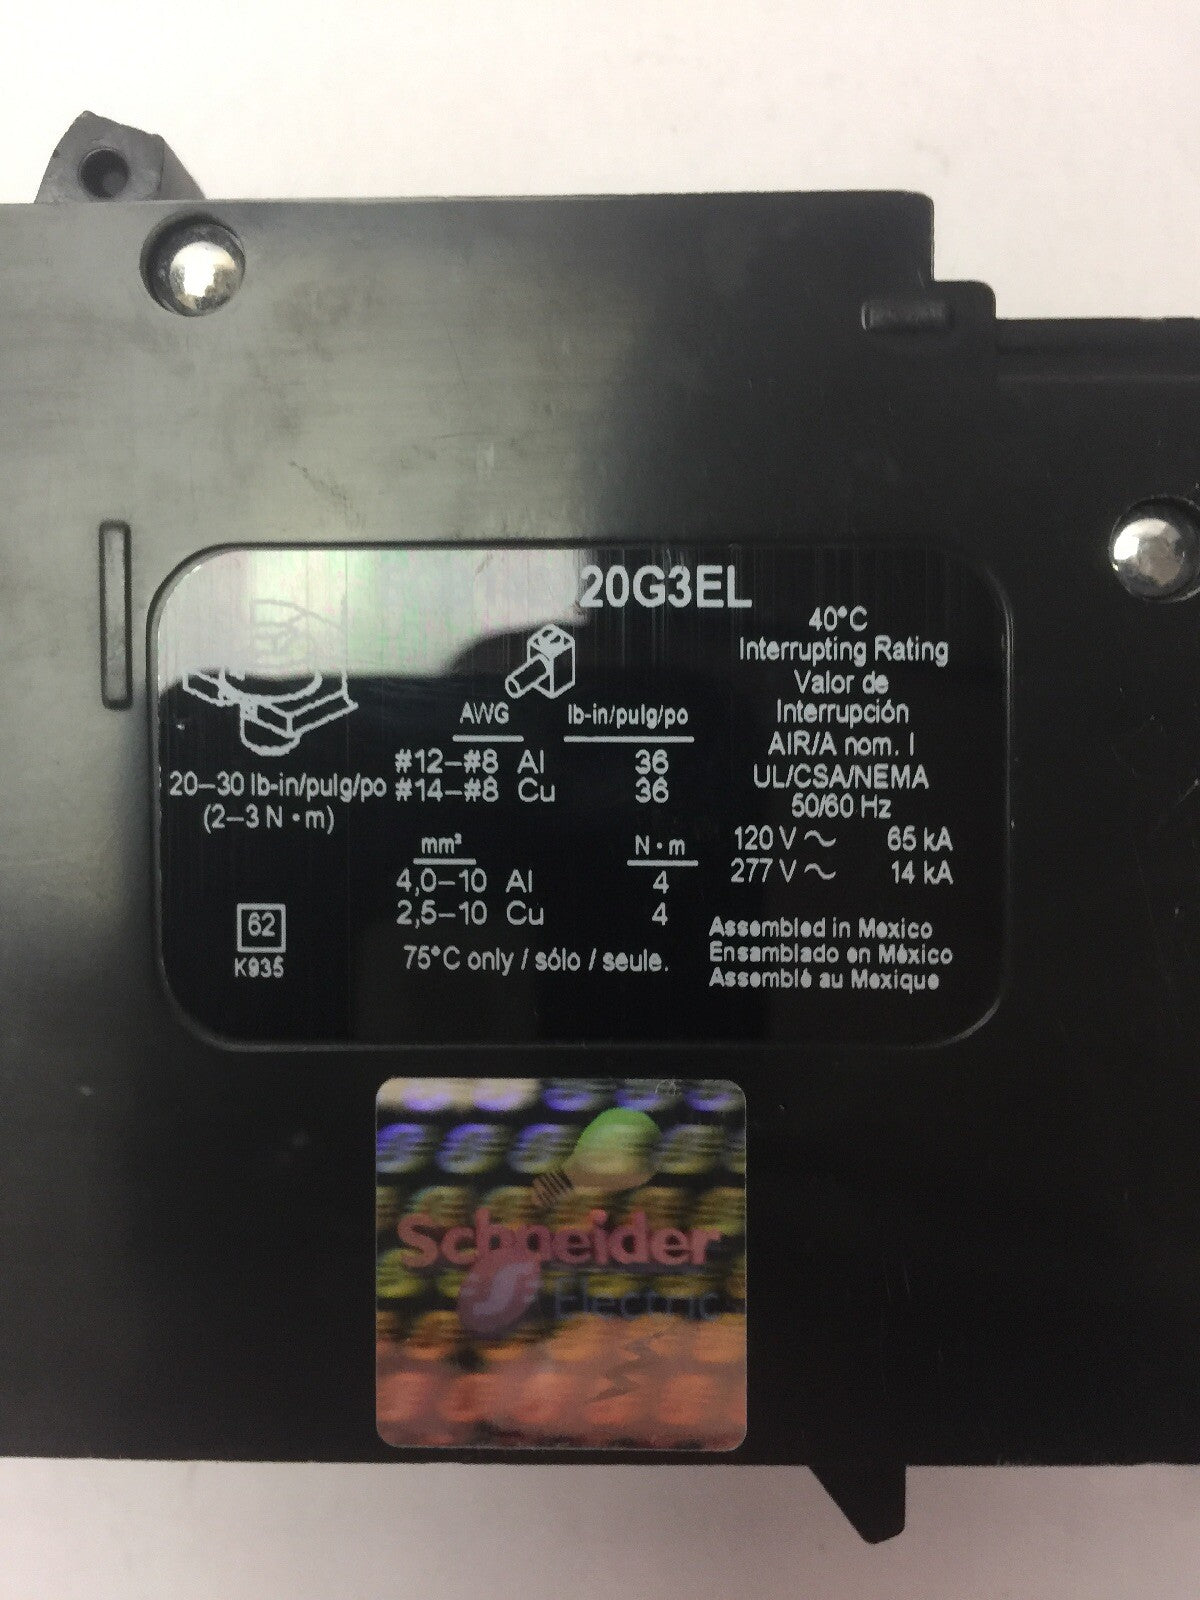 20G3EL
40°C
Interrupting Rating
Valor de
Interrupción
AIR/A nom. I
UL/CSA/NEMA
50/60 Hz
120 V ~ 65 kA
277 V ~ 14 kA
AWG lb-in/pulg/po
#12–#8 Al 36
#14–#8 Cu 36
20–30 lb-in/pulg/po
(2–3 N • m)
mm² N • m
4,0–10 Al 4
2,5–10 Cu 4
75°C only / sólo / seule.
62
K935
Assembled in Mexico
Ensamblado en México
Assemblé au Mexique
Schneider
Electric